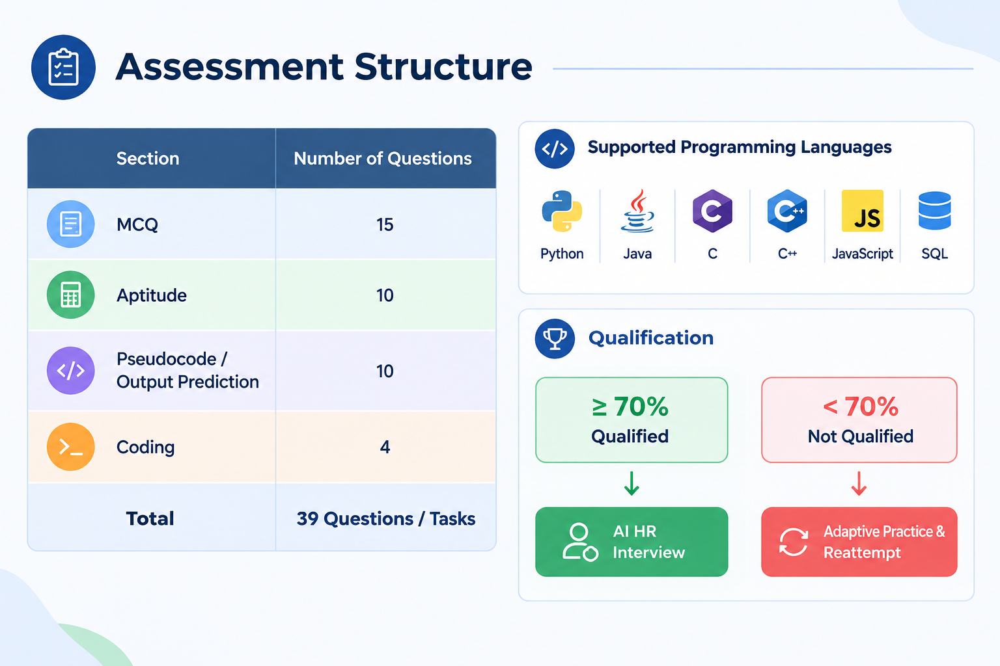 Assessment Structure
Section
Number of Questions
MCQ
15
Aptitude
10
Pseudocode /
Output Prediction
10
Coding
4
Total
39 Questions / Tasks
</> Supported Programming Languages
C
C++
JS
Python
Java
C
C++
JavaScript
SQL
Qualification
≥ 70%
Qualified
< 70%
Not Qualified
AI HR
Interview
Adaptive Practice &
Reattempt